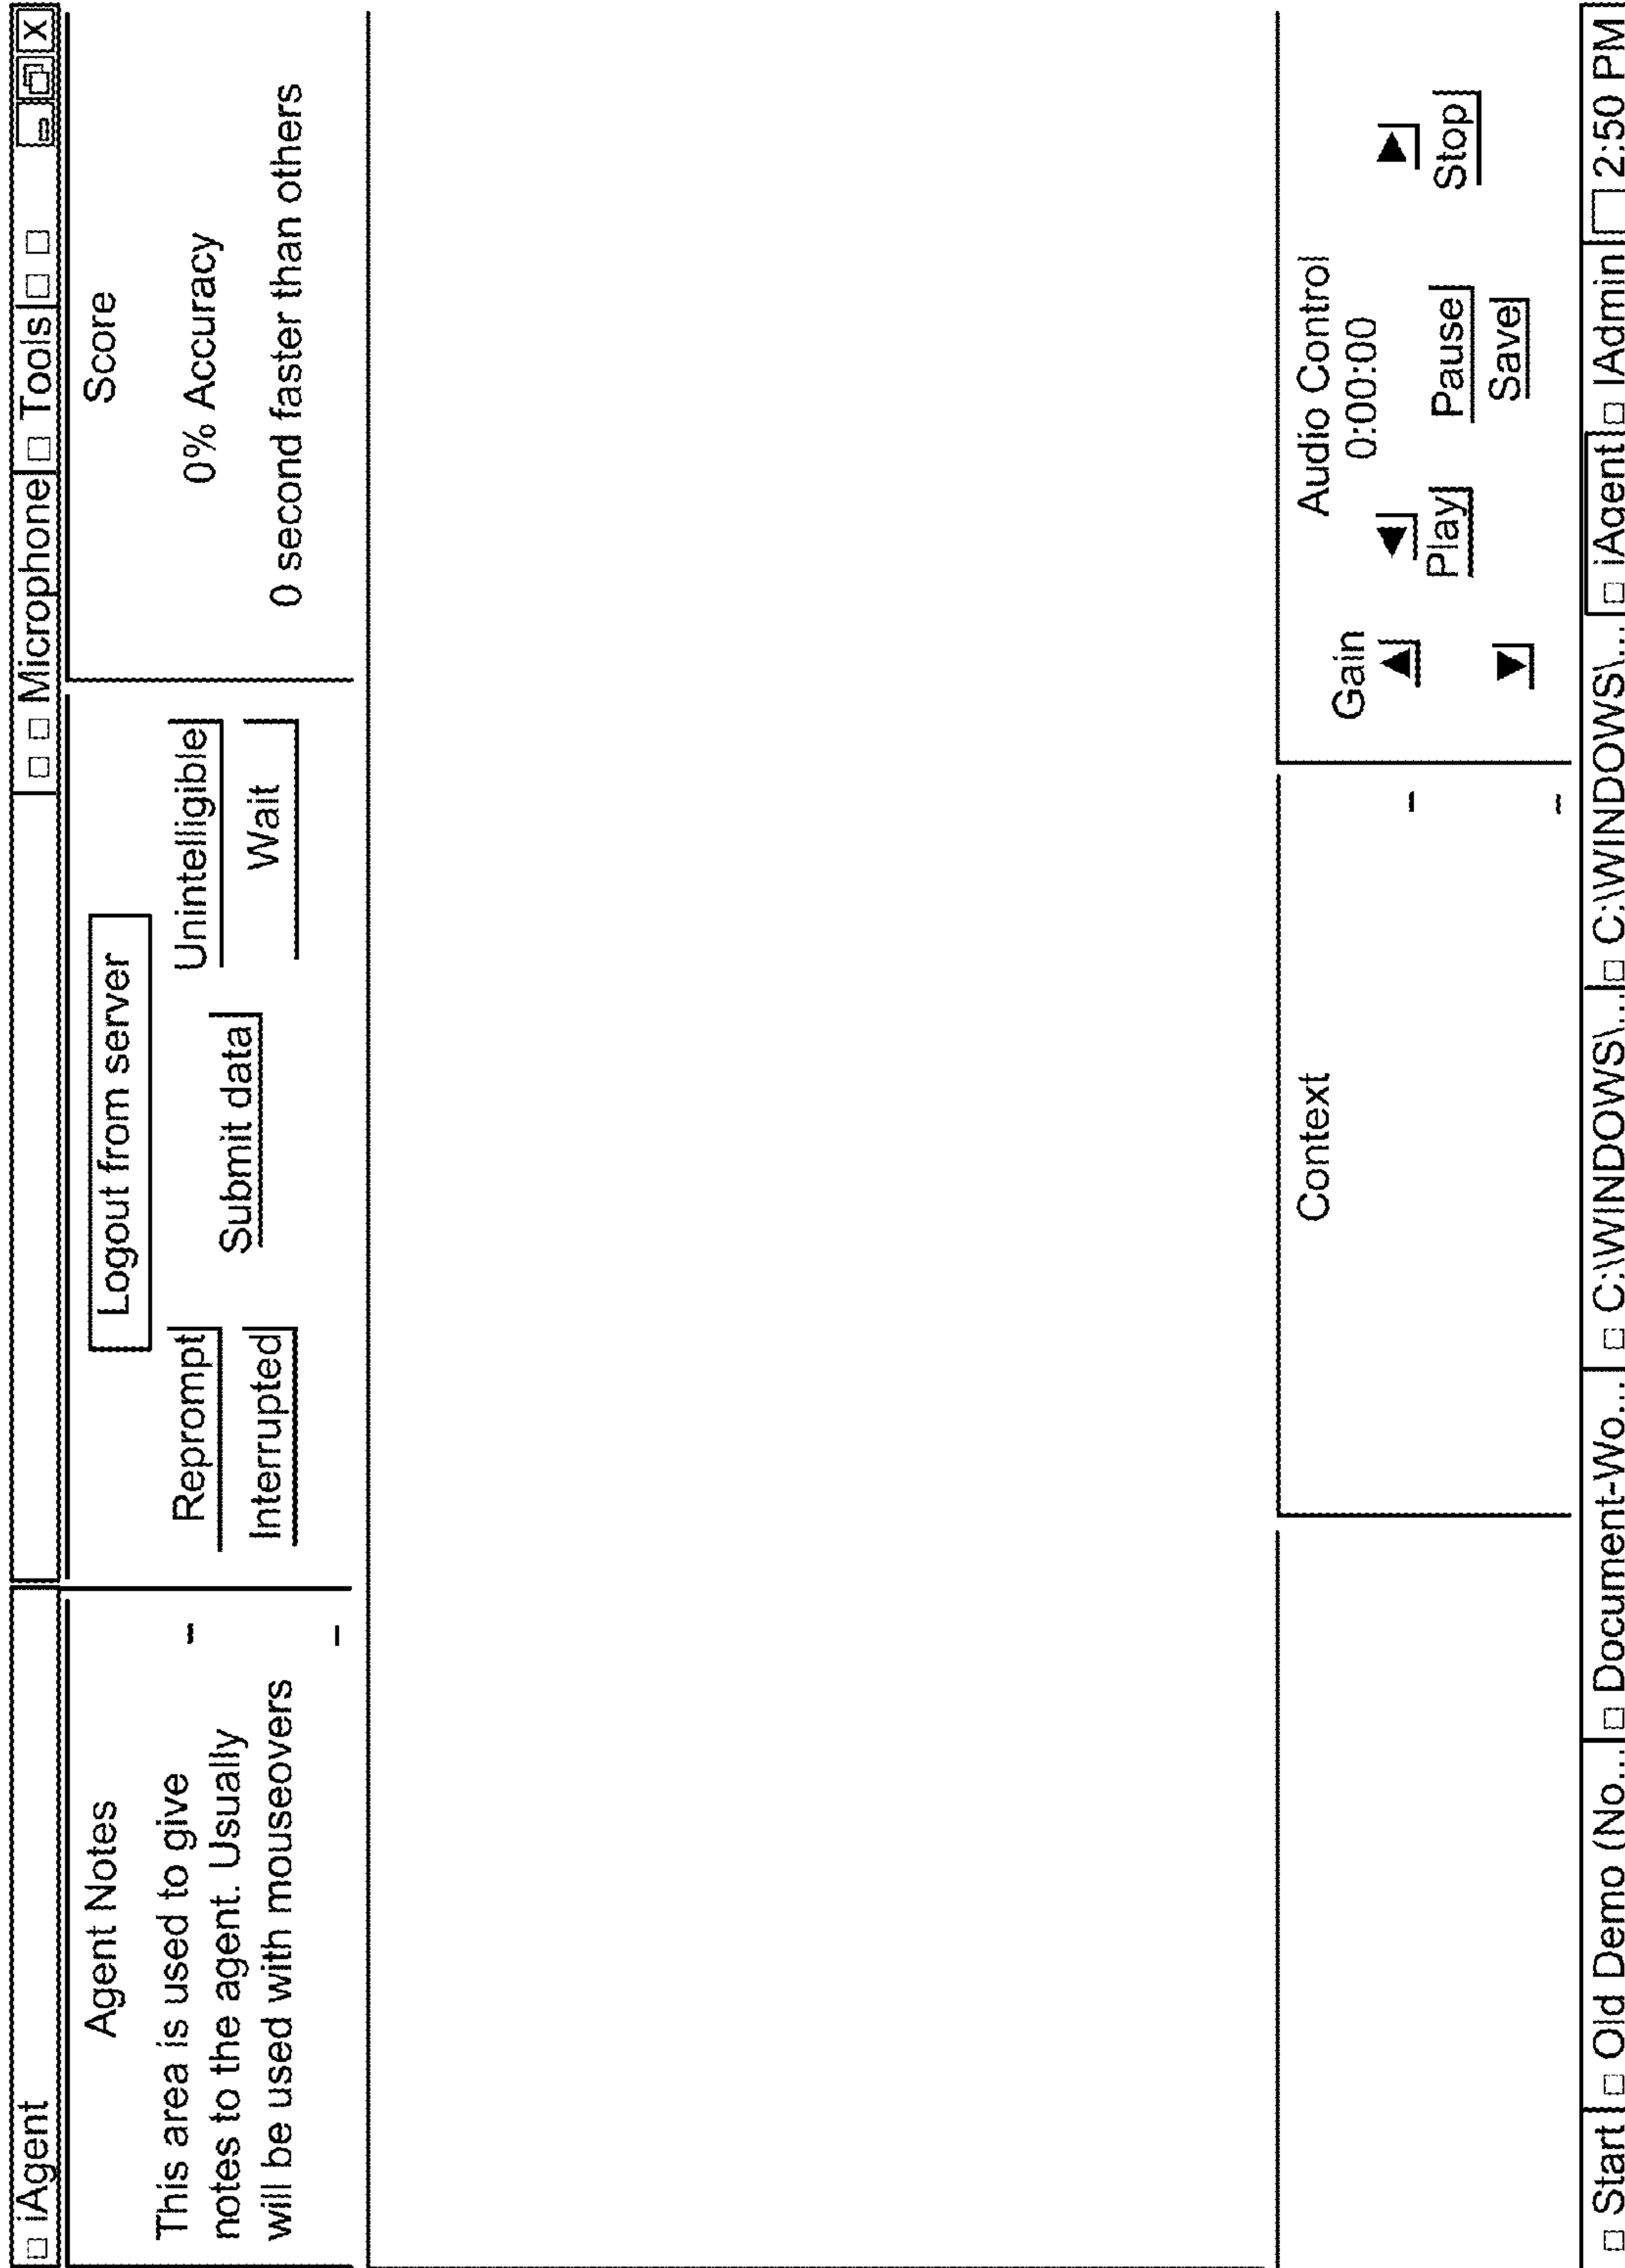 iAgent
Microphone
Tools
X
Agent Notes
This area is used to give
notes to the agent. Usually
will be used with mouseovers
Logout from server
Reprompt
Unintelligible
Submit data
Interrupted
Wait
Score
0% Accuracy
0 second faster than others
Context
Audio Control
Gain
0:00:00
Play
Pause
Stop
Save
Start
Old Demo (No...
Document-Wo...
C:\WINDOWS\...
C:\WINDOWS\...
iAgent
IAdmin
2:50 PM